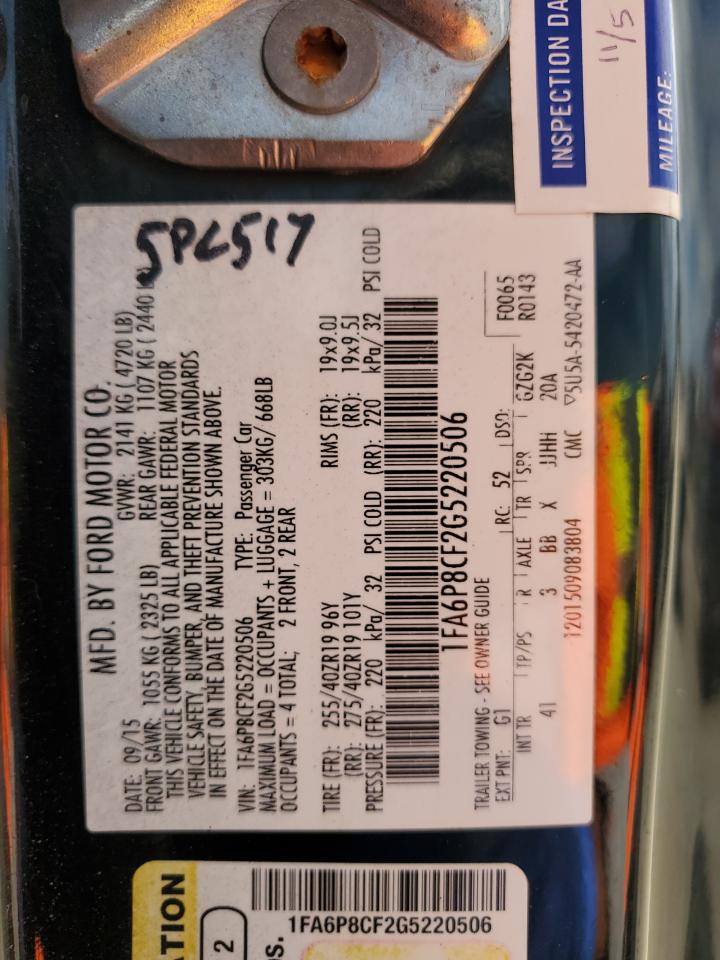 INSPECTION DA
11/5
MILEAGE:
5PLS17
MFD. BY FORD MOTOR CO.
DATE: 09/15 GVWR: 2141 KG ( 4720 LB)
FRONT GAWR: 1055 KG ( 2325 LB) REAR GAWR: 1107 KG ( 2440
THIS VEHICLE CONFORMS TO ALL APPLICABLE FEDERAL MOTOR
VEHICLE SAFETY, BUMPER, AND THEFT PREVENTION STANDARDS
IN EFFECT ON THE DATE OF MANUFACTURE SHOWN ABOVE.
VIN: 1FA6P8CF2G5220506 TYPE: Passenger Car
MAXIMUM LOAD = OCCUPANTS + LUGGAGE = 303KG/ 668LB
OCCUPANTS = 4 TOTAL; 2 FRONT, 2 REAR
TIRE (FR): 255/40ZR19 96Y RIMS (FR): 19x9.0J
(RR): 275/40ZR19 101Y (RR): 19x9.5J
PRESSURE (FR): 220 kPa/ 32 PSI COLD (RR): 220 kPa/ 32 PSI COLD
1FA6P8CF2G5220506
TRAILER TOWING - SEE OWNER GUIDE
EXT PNT: G1 RC: 52 DSO: F0065
R0143
INT TR TP/PS R AXLE TR SPR GZG2K
41 3 BB X JJHH 20A
1201509083804 CMC ▽5U5A-5420472-AA
ATION
2
os.
1FA6P8CF2G5220506